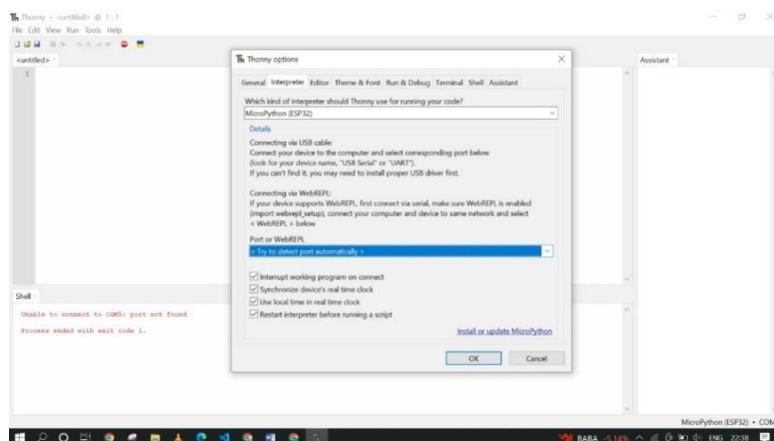 Thonny - <untitled> @ 1:1
File Edit View Run Tools Help
<untitled>
1
Assistant
Thonny options
General Interpreter Editor Theme & Font Run & Debug Terminal Shell Assistant
Which kind of interpreter should Thonny use for running your code?
MicroPython (ESP32)
Details
Connecting via USB cable:
Connect your device to the computer and select corresponding port below
(look for your device name, "USB Serial" or "UART").
If you can't find it, you may need to install proper USB driver first.
Connecting via WebREPL:
If your device supports WebREPL, first connect via serial, make sure WebREPL is enabled
(import webrepl_setup), connect your computer and device to same network and select
< WebREPL > below
Port or WebREPL
< Try to detect port automatically >
Interrupt working program on connect
Synchronize device's real time clock
Use local time in real time clock
Restart interpreter before running a script
Install or update MicroPython
OK Cancel
Shell
Unable to connect to COM5: port not found
Process ended with exit code 1.
MicroPython (ESP32) • COM
BABA -5.14% ENG 22:38